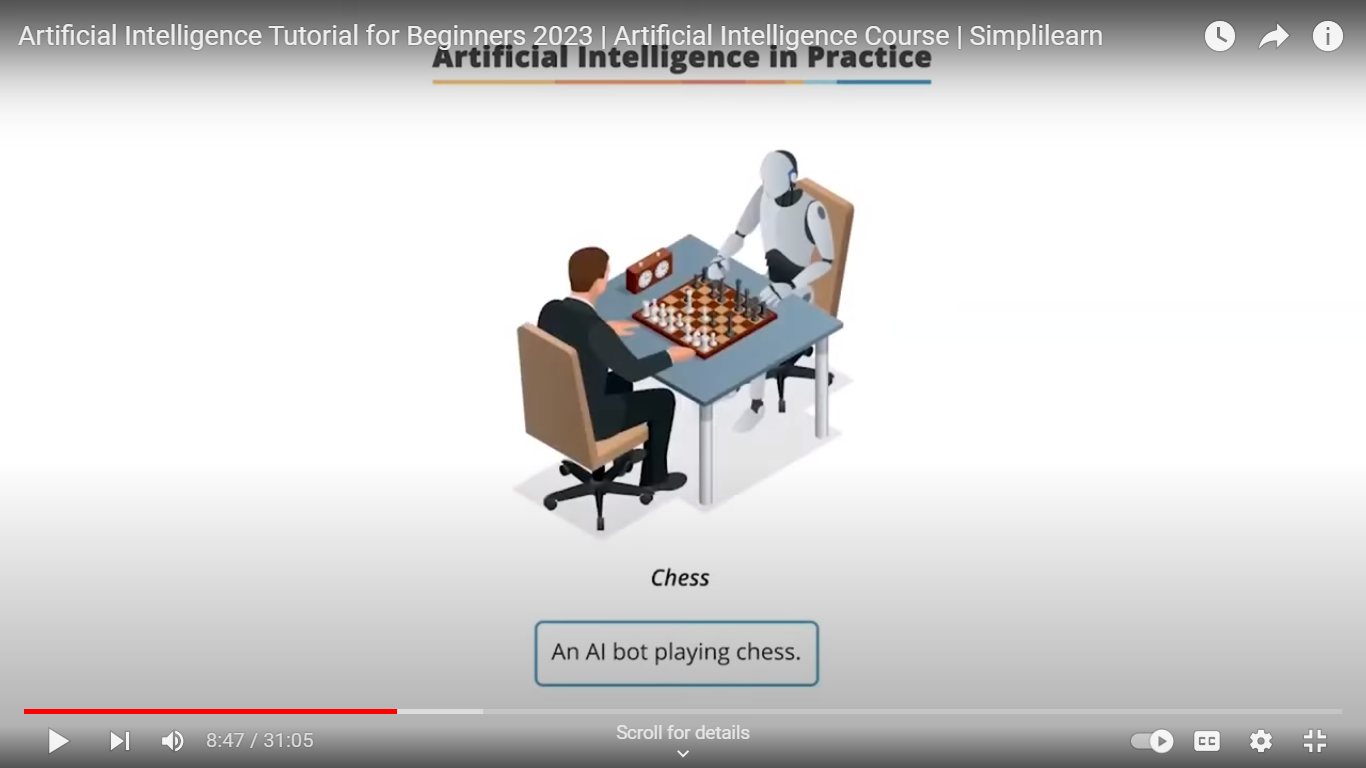 Artificial Intelligence Tutorial for Beginners 2023 | Artificial Intelligence Course | Simplilearn
Artificial Intelligence in Practice
Chess
An AI bot playing chess.
8:47 / 31:05
Scroll for details
CC